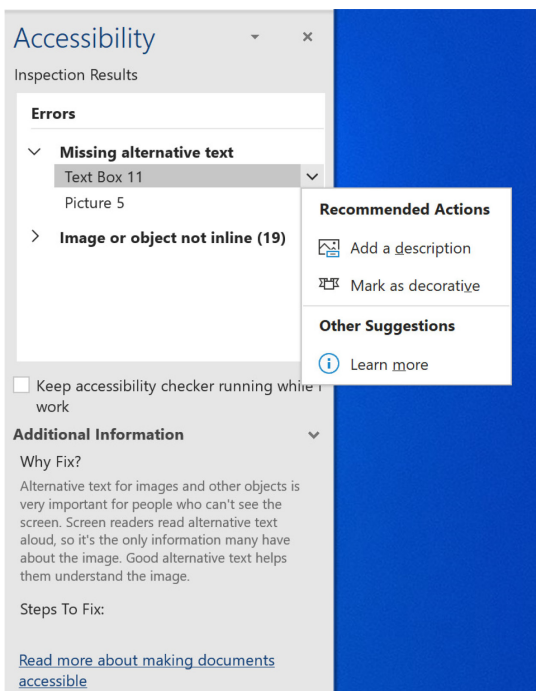 Accessibility
Inspection Results
Errors
Missing alternative text
Text Box 11
Picture 5
Image or object not inline (19)
Recommended Actions
Add a description
Mark as decorative
Other Suggestions
Learn more
Keep accessibility checker running while I
work
Additional Information
Why Fix?
Alternative text for images and other objects is
very important for people who can't see the
screen. Screen readers read alternative text
aloud, so it's the only information many have
about the image. Good alternative text helps
them understand the image.
Steps To Fix:
Read more about making documents
accessible